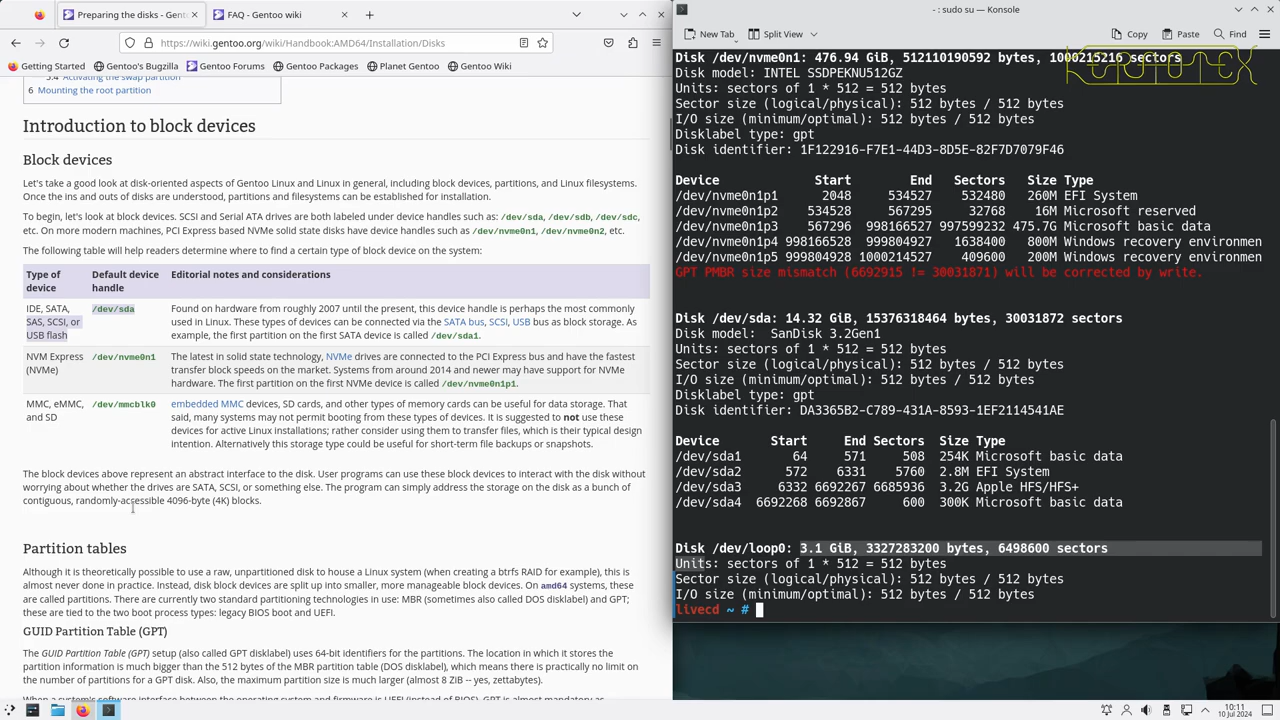 Preparing the disks - Gentoo
FAQ - Gentoo wiki
https://wiki.gentoo.org/wiki/Handbook:AMD64/Installation/Disks
Getting Started
Gentoo's Bugzilla
Gentoo Forums
Gentoo Packages
Planet Gentoo
Gentoo Wiki
5.4 Activating the swap partition
6 Mounting the root partition
Introduction to block devices
Block devices
Let's take a good look at disk-oriented aspects of Gentoo Linux and Linux in general, including block devices, partitions, and Linux filesystems.
Once the ins and outs of disks are understood, partitions and filesystems can be established for installation.
To begin, let's look at block devices. SCSI and Serial ATA drives are both labeled under device handles such as: /dev/sda, /dev/sdb, /dev/sdc,
etc. On more modern machines, PCI Express based NVMe solid state disks have device handles such as /dev/nvme0n1, /dev/nvme0n2, etc.
The following table will help readers determine where to find a certain type of block device on the system:
Type of device
Default device handle
Editorial notes and considerations
IDE, SATA,
SAS, SCSI, or
USB flash
/dev/sda
Found on hardware from roughly 2007 until the present, this device handle is perhaps the most commonly
used in Linux. These types of devices can be connected via the SATA bus, SCSI, USB bus as block storage. As
example, the first partition on the first SATA device is called /dev/sda1.
NVM Express
(NVMe)
/dev/nvme0n1
The latest in solid state technology, NVMe drives are connected to the PCI Express bus and have the fastest
transfer block speeds on the market. Systems from around 2014 and newer may have support for NVMe
hardware. The first partition on the first NVMe device is called /dev/nvme0n1p1.
MMC, eMMC,
and SD
/dev/mmcblk0
embedded MMC devices, SD cards, and other types of memory cards can be useful for data storage. That
said, many systems may not permit booting from these types of devices. It is suggested to not use these
devices for active Linux installations; rather consider using them to transfer files, which is their typical design
intention. Alternatively this storage type could be useful for short-term file backups or snapshots.
The block devices above represent an abstract interface to the disk. User programs can use these block devices to interact with the disk without
worrying about whether the drives are SATA, SCSI, or something else. The program can simply address the storage on the disk as a bunch of
contiguous, randomly-accessible 4096-byte (4K) blocks.
Partition tables
Although it is theoretically possible to use a raw, unpartitioned disk to house a Linux system (when creating a btrfs RAID for example), this is
almost never done in practice. Instead, disk block devices are split up into smaller, more manageable block devices. On amd64 systems, these
are called partitions. There are currently two standard partitioning technologies in use: MBR (sometimes also called DOS disklabel) and GPT;
these are tied to the two boot process types: legacy BIOS boot and UEFI.
GUID Partition Table (GPT)
The GUID Partition Table (GPT) setup (also called GPT disklabel) uses 64-bit identifiers for the partitions. The location in which it stores the
partition information is much bigger than the 512 bytes of the MBR partition table (DOS disklabel), which means there is practically no limit on
the number of partitions for a GPT disk. Also, the maximum partition size is much larger (almost 8 ZiB -- yes, zettabytes).
When a system's software interface between the operating system and firmware is UEFI (instead of BIOS), GPT is almost mandatory as
- : sudo su — Konsole
New Tab
Split View
Copy
Paste
Find
Disk /dev/nvme0n1: 476.94 GiB, 512110190592 bytes, 1000215216 sectors
Disk model: INTEL SSDPEKNU512GZ
Units: sectors of 1 * 512 = 512 bytes
Sector size (logical/physical): 512 bytes / 512 bytes
I/O size (minimum/optimal): 512 bytes / 512 bytes
Disklabel type: gpt
Disk identifier: 1F122916-F7E1-44D3-8D5E-82F7D7079F46
Device Start End Sectors Size Type
/dev/nvme0n1p1 2048 534527 532480 260M EFI System
/dev/nvme0n1p2 534528 567295 32768 16M Microsoft reserved
/dev/nvme0n1p3 567296 998166527 997599232 475.7G Microsoft basic data
/dev/nvme0n1p4 998166528 999804927 1638400 800M Windows recovery environmen
/dev/nvme0n1p5 999804928 1000214527 409600 200M Windows recovery environmen
GPT PMBR size mismatch (6692915 != 30031871) will be corrected by write.
Disk /dev/sda: 14.32 GiB, 15376318464 bytes, 30031872 sectors
Disk model: SanDisk 3.2Gen1
Units: sectors of 1 * 512 = 512 bytes
Sector size (logical/physical): 512 bytes / 512 bytes
I/O size (minimum/optimal): 512 bytes / 512 bytes
Disklabel type: gpt
Disk identifier: DA3365B2-C789-431A-8593-1EF2114541AE
Device Start End Sectors Size Type
/dev/sda1 64 571 508 254K Microsoft basic data
/dev/sda2 572 6331 5760 2.8M EFI System
/dev/sda3 6332 6692267 6685936 3.2G Apple HFS/HFS+
/dev/sda4 6692268 6692867 600 300K Microsoft basic data
Disk /dev/loop0: 3.1 GiB, 3327283200 bytes, 6498600 sectors
Units: sectors of 1 * 512 = 512 bytes
Sector size (logical/physical): 512 bytes / 512 bytes
I/O size (minimum/optimal): 512 bytes / 512 bytes
livecd ~ #
10:11
10 Jul 2024